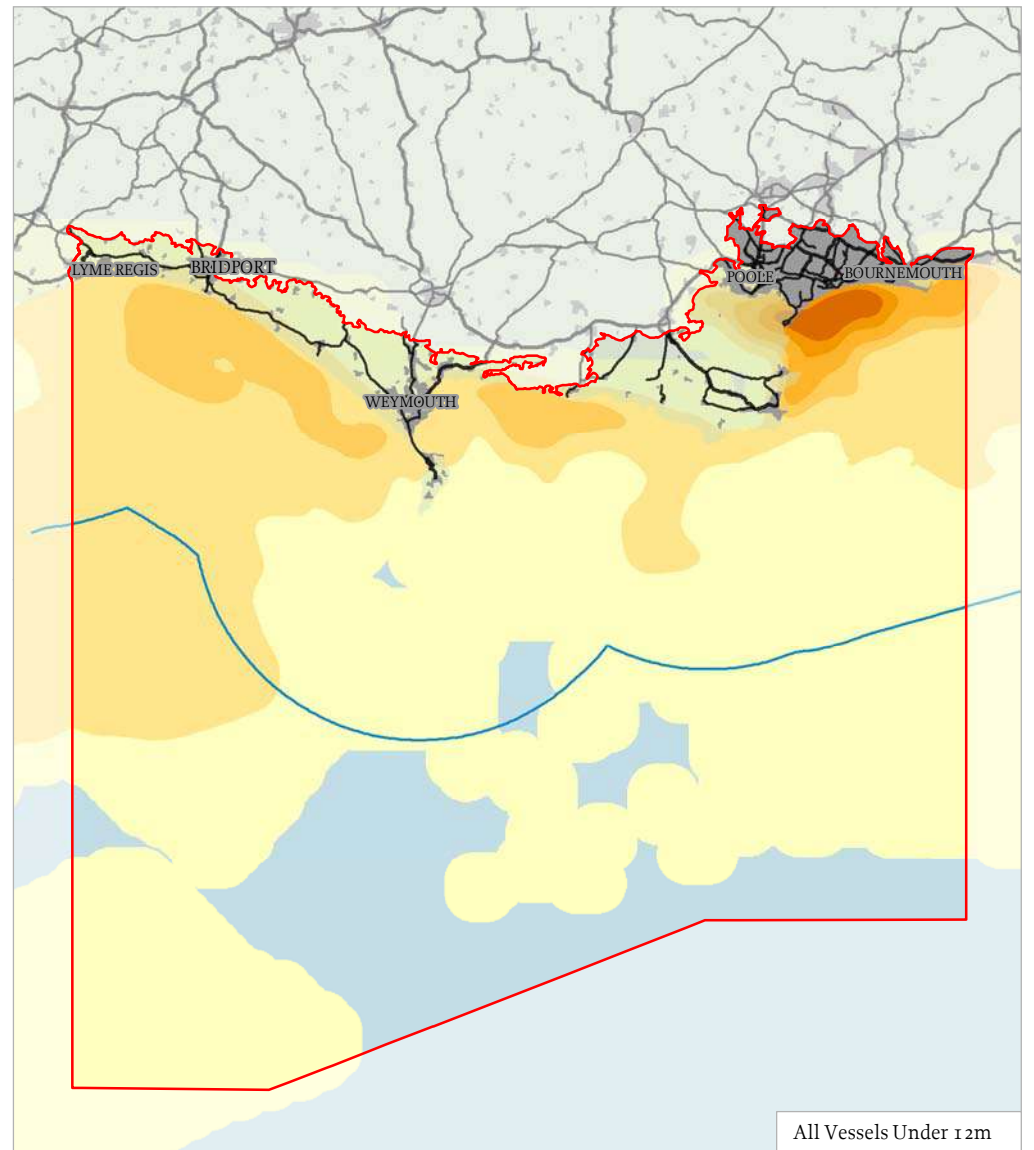 LYME REGIS
BRIDPORT
POOLE
BOURNEMOUTH
WEYMOUTH
All Vessels Under 12m